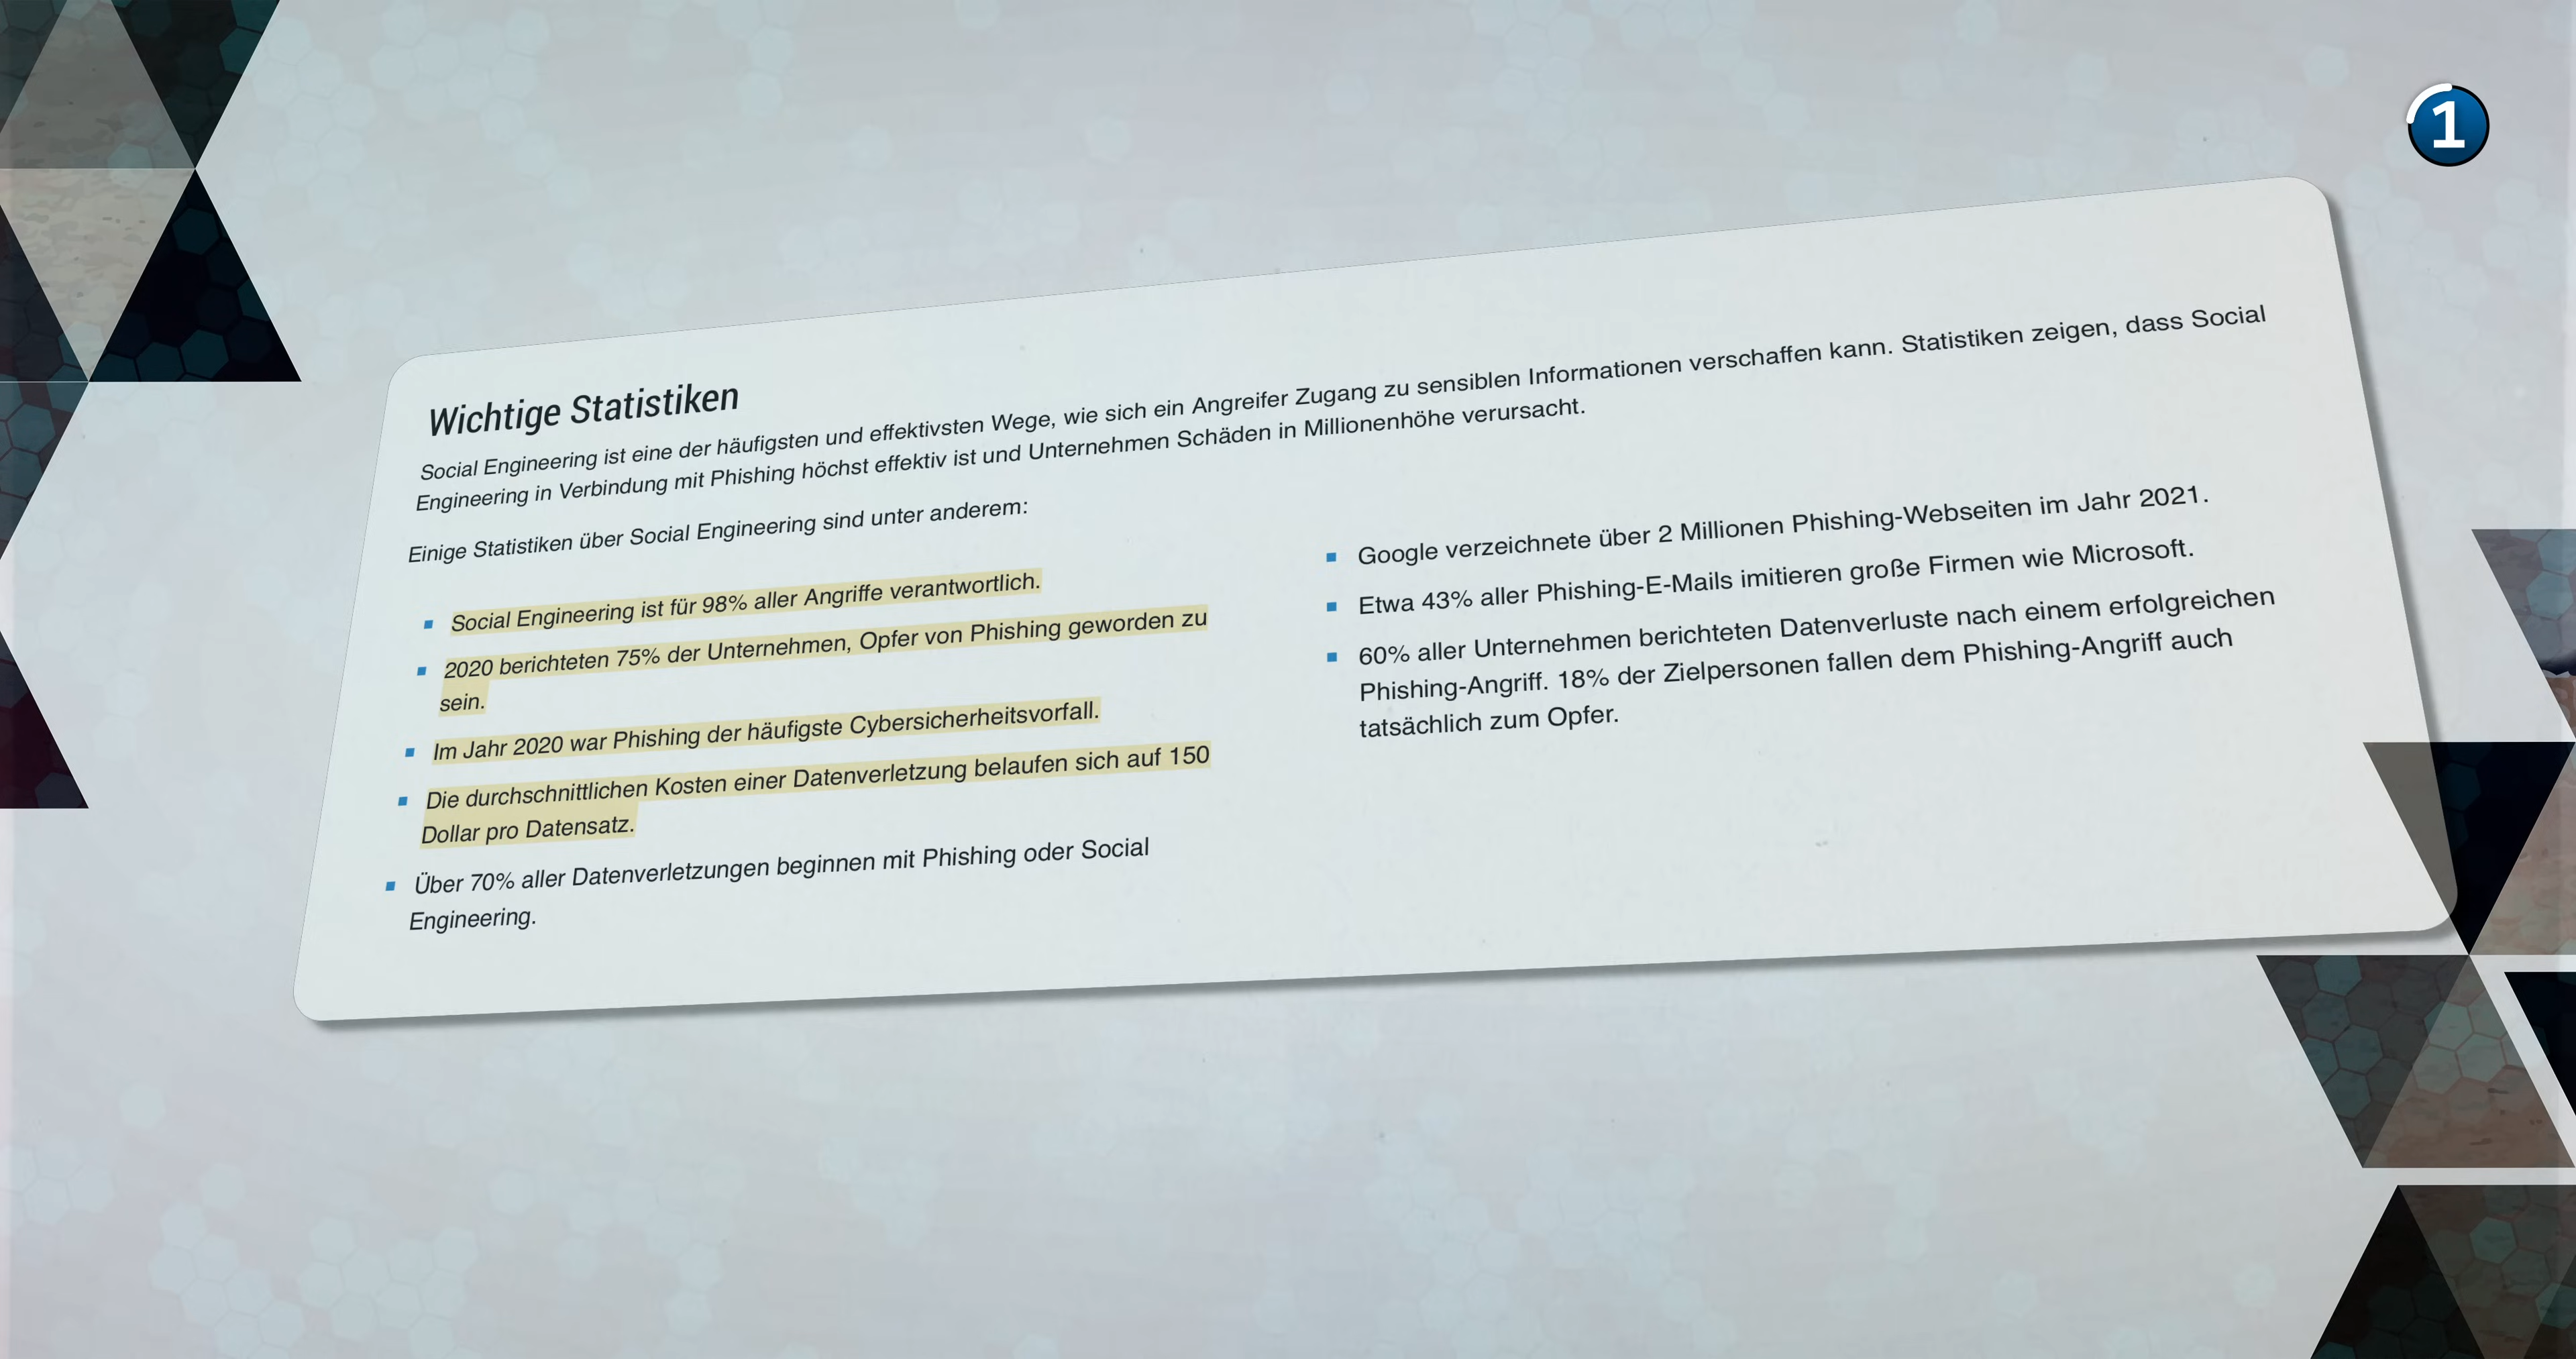 1
Wichtige Statistiken
Social Engineering ist eine der häufigsten und effektivsten Wege, wie sich ein Angreifer Zugang zu sensiblen Informationen verschaffen kann. Statistiken zeigen, dass Social
Engineering in Verbindung mit Phishing höchst effektiv ist und Unternehmen Schäden in Millionenhöhe verursacht.
Einige Statistiken über Social Engineering sind unter anderem:
▪ Social Engineering ist für 98% aller Angriffe verantwortlich.
▪ 2020 berichteten 75% der Unternehmen, Opfer von Phishing geworden zu
sein.
▪ Im Jahr 2020 war Phishing der häufigste Cybersicherheitsvorfall.
▪ Die durchschnittlichen Kosten einer Datenverletzung belaufen sich auf 150
Dollar pro Datensatz.
▪ Über 70% aller Datenverletzungen beginnen mit Phishing oder Social
Engineering.
▪ Google verzeichnete über 2 Millionen Phishing-Webseiten im Jahr 2021.
▪ Etwa 43% aller Phishing-E-Mails imitieren große Firmen wie Microsoft.
▪ 60% aller Unternehmen berichteten Datenverluste nach einem erfolgreichen
Phishing-Angriff. 18% der Zielpersonen fallen dem Phishing-Angriff auch
tatsächlich zum Opfer.